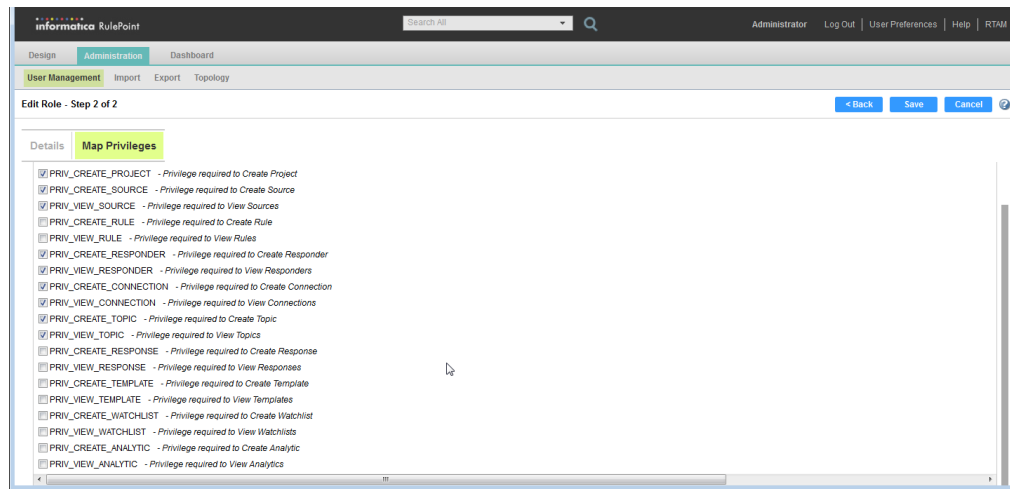 informatica RulePoint
Search All
Administrator Log Out | User Preferences | Help | RTAM
Design Administration Dashboard
User Management Import Export Topology
Edit Role - Step 2 of 2
< Back Save Cancel ?
Details Map Privileges
PRIV_CREATE_PROJECT - Privilege required to Create Project
PRIV_CREATE_SOURCE - Privilege required to Create Source
PRIV_VIEW_SOURCE - Privilege required to View Sources
PRIV_CREATE_RULE - Privilege required to Create Rule
PRIV_VIEW_RULE - Privilege required to View Rules
PRIV_CREATE_RESPONDER - Privilege required to Create Responder
PRIV_VIEW_RESPONDER - Privilege required to View Responders
PRIV_CREATE_CONNECTION - Privilege required to Create Connection
PRIV_VIEW_CONNECTION - Privilege required to View Connections
PRIV_CREATE_TOPIC - Privilege required to Create Topic
PRIV_VIEW_TOPIC - Privilege required to View Topics
PRIV_CREATE_RESPONSE - Privilege required to Create Response
PRIV_VIEW_RESPONSE - Privilege required to View Responses
PRIV_CREATE_TEMPLATE - Privilege required to Create Template
PRIV_VIEW_TEMPLATE - Privilege required to View Templates
PRIV_CREATE_WATCHLIST - Privilege required to Create Watchlist
PRIV_VIEW_WATCHLIST - Privilege required to View Watchlists
PRIV_CREATE_ANALYTIC - Privilege required to Create Analytic
PRIV_VIEW_ANALYTIC - Privilege required to View Analytics